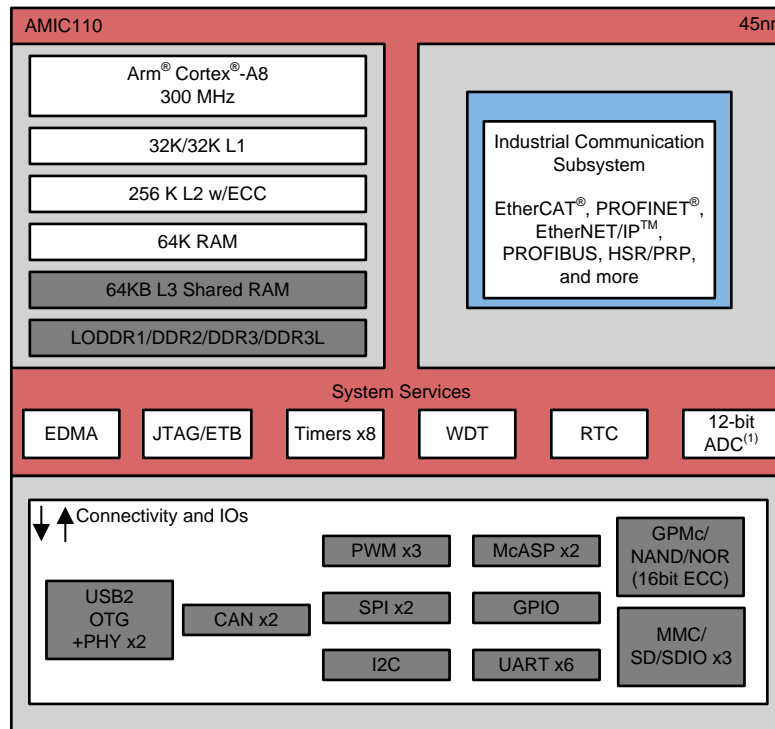 AMIC110
45nm
Arm® Cortex®-A8
300 MHz
32K/32K L1
256 K L2 w/ECC
64K RAM
64KB L3 Shared RAM
LODDR1/DDR2/DDR3/DDR3L
Industrial Communication
Subsystem
EtherCAT®, PROFINET®,
EtherNET/IP™,
PROFIBUS, HSR/PRP,
and more
System Services
EDMA
JTAG/ETB
Timers x8
WDT
RTC
12-bit
ADC(1)
Connectivity and IOs
USB2
OTG
+PHY x2
CAN x2
PWM x3
SPI x2
I2C
McASP x2
GPIO
UART x6
GPMc/
NAND/NOR
(16bit ECC)
MMC/
SD/SDIO x3